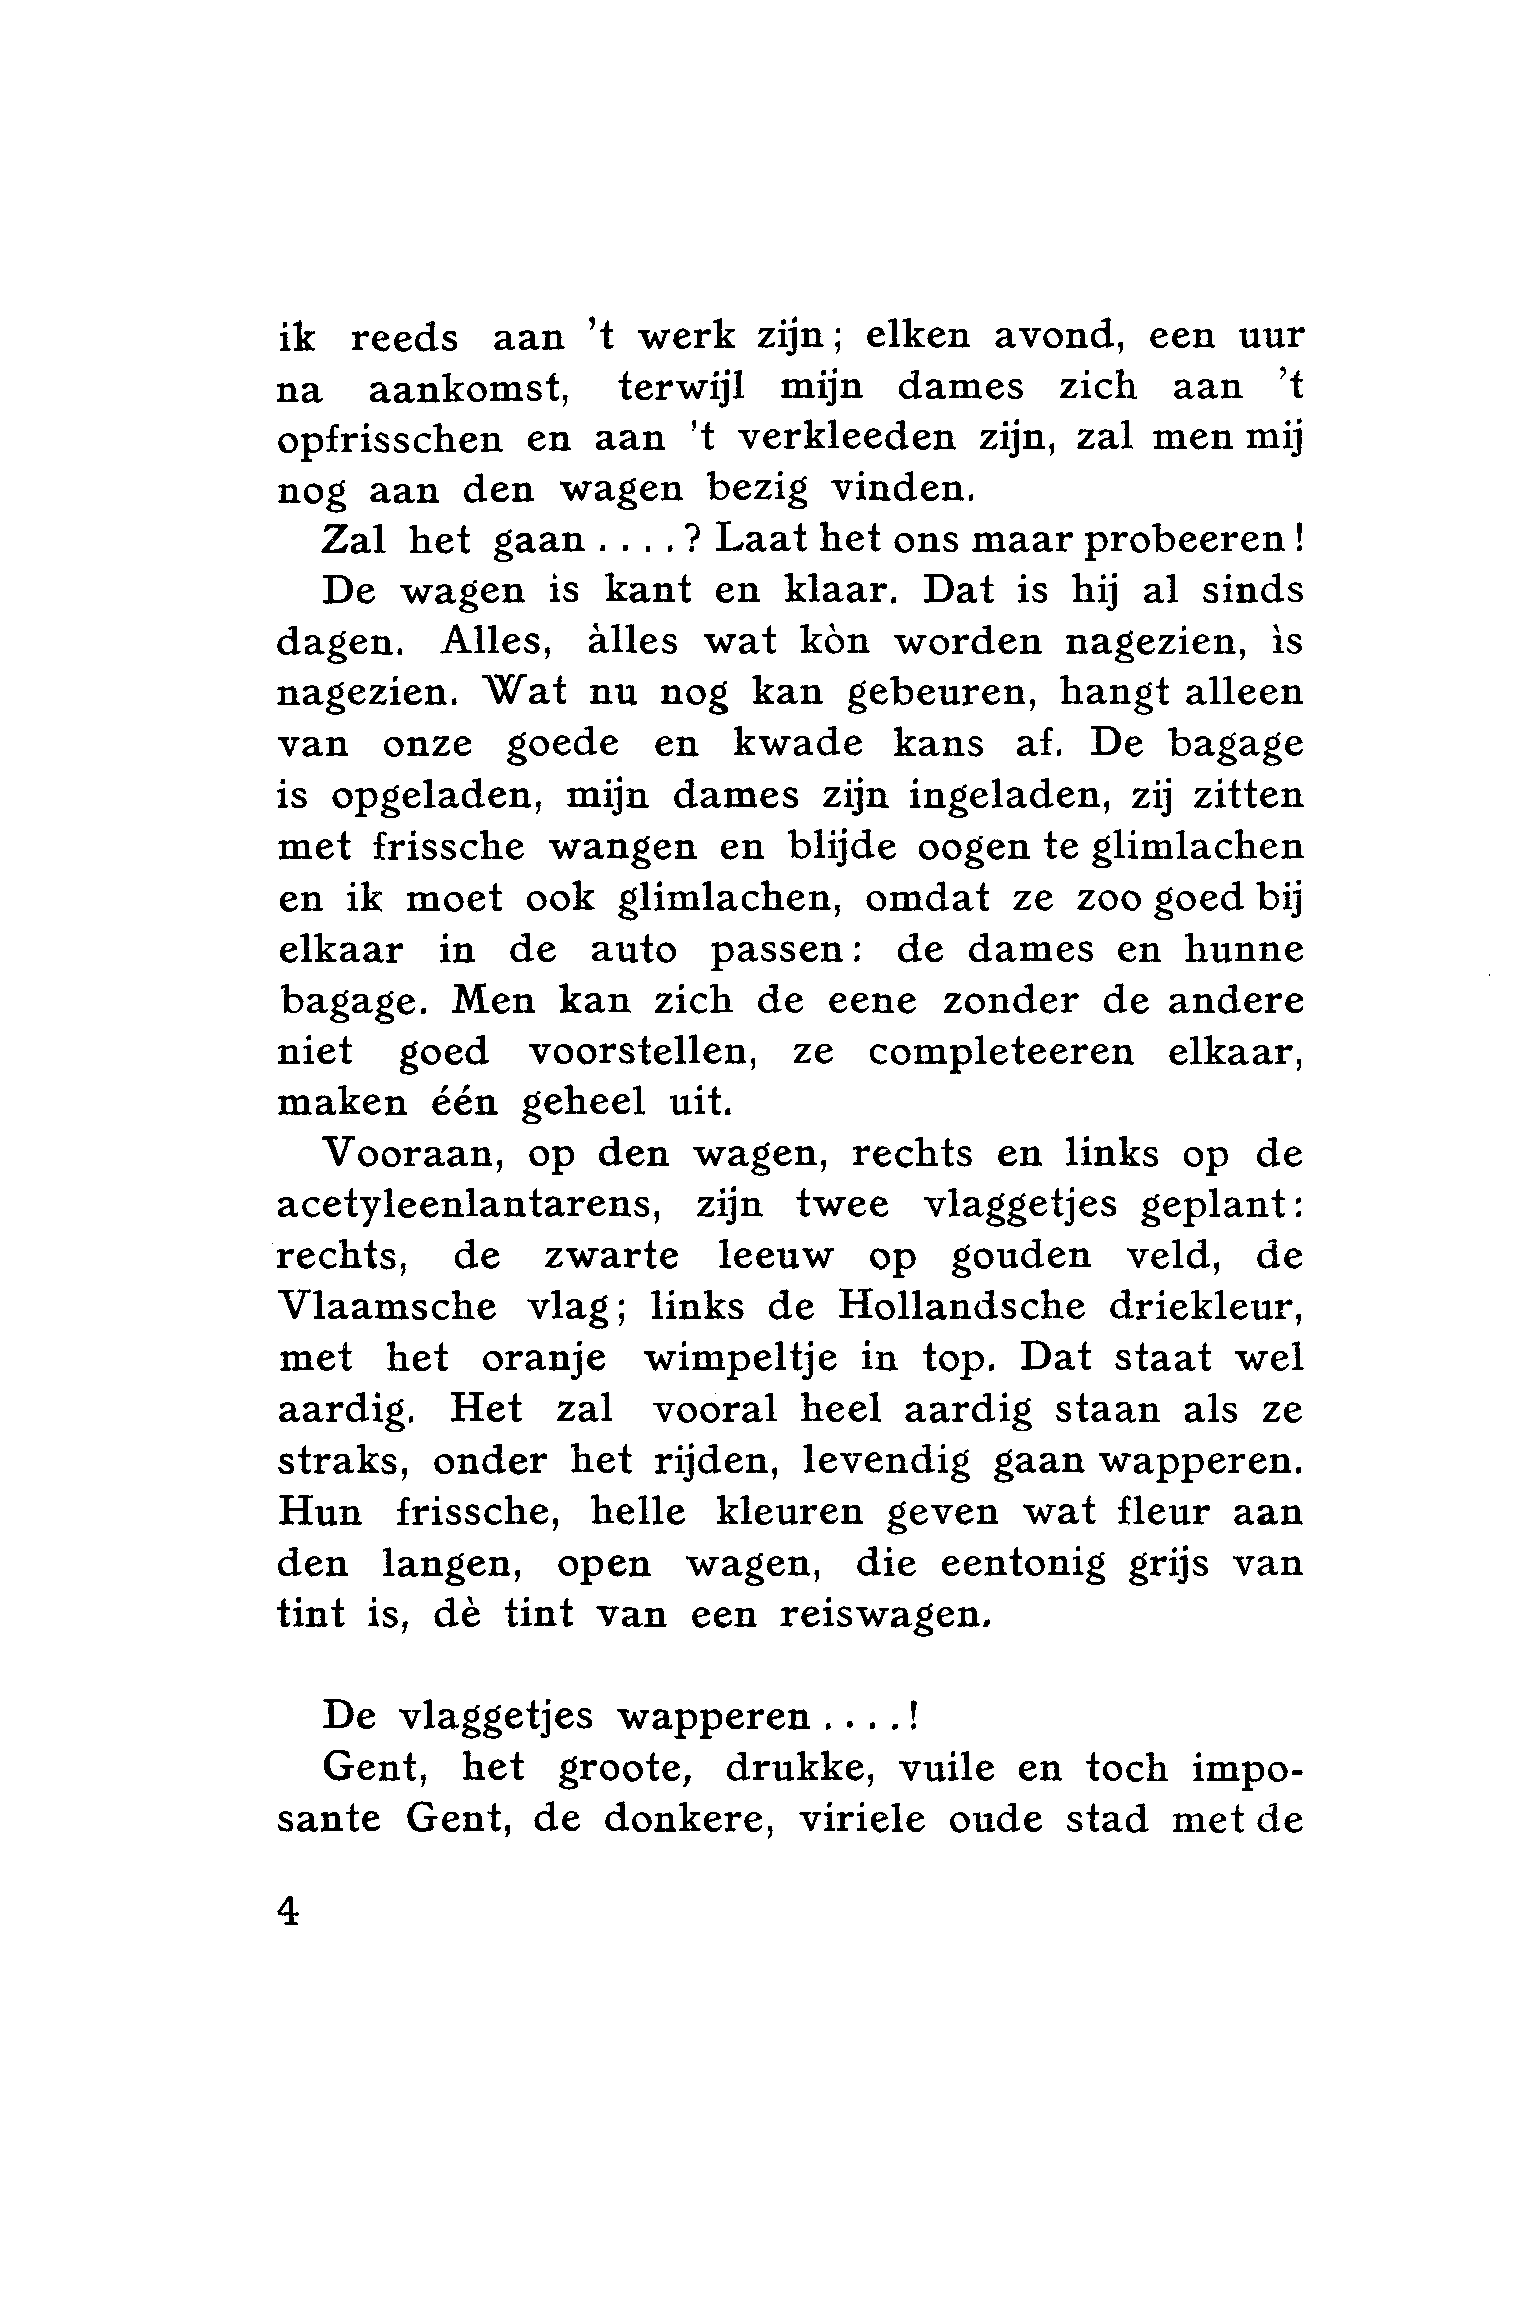 ik reeds aan 't werk zijn; elken avond, een uur
na aankomst, terwijl mijn dames zich aan 't
opfrisschen en aan 't verkleeden zijn, zal men mij
nog aan den wagen bezig vinden.
Zal het gaan ....? Laat het ons maar probeeren!
De wagen is kant en klaar. Dat is hij al sinds
dagen. Alles, àlles wat kòn worden nagezien, ìs
nagezien. Wat nu nog kan gebeuren, hangt alleen
van onze goede en kwade kans af. De bagage
is opgeladen, mijn dames zijn ingeladen, zij zitten
met frissche wangen en blijde oogen te glimlachen
en ik moet ook glimlachen, omdat ze zoo goed bij
elkaar in de auto passen: de dames en hunne
bagage. Men kan zich de eene zonder de andere
niet goed voorstellen, ze completeeren elkaar,
maken één geheel uit.
Vooraan, op den wagen, rechts en links op de
acetyleenlantarens, zijn twee vlaggetjes geplant:
rechts, de zwarte leeuw op gouden veld, de
Vlaamsche vlag; links de Hollandsche driekleur,
met het oranje wimpeltje in top. Dat staat wel
aardig. Het zal vooral heel aardig staan als ze
straks, onder het rijden, levendig gaan wapperen.
Hun frissche, helle kleuren geven wat fleur aan
den langen, open wagen, die eentonig grijs van
tint is, dè tint van een reiswagen.
De vlaggetjes wapperen ....!
Gent, het groote, drukke, vuile en toch impo-
sante Gent, de donkere, viriele oude stad met de
4